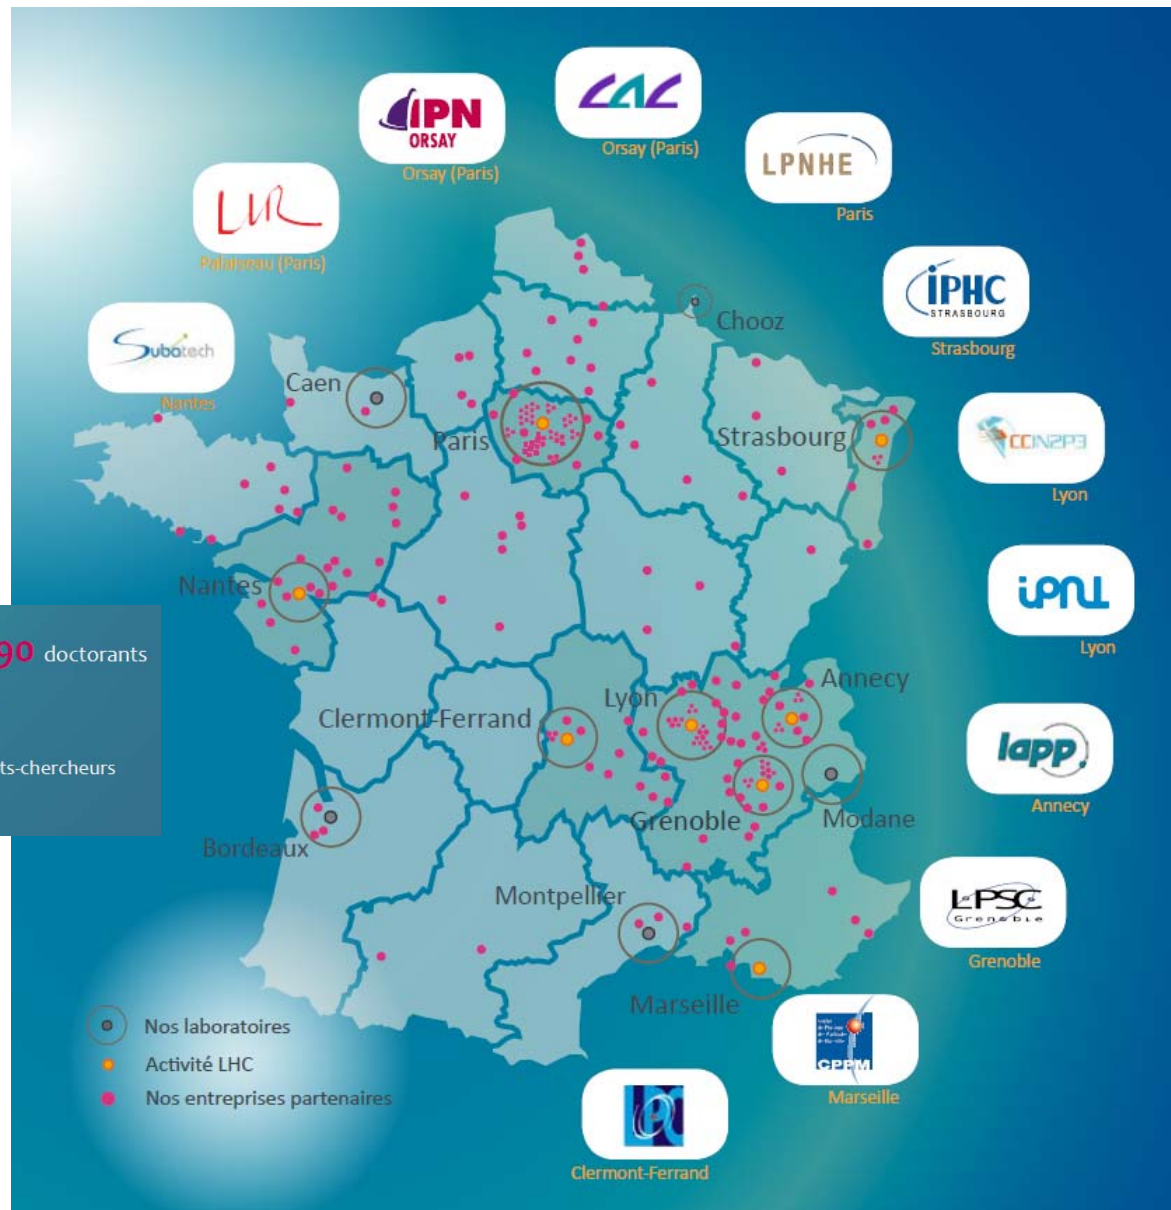 IPN
ORSAY
Orsay (Paris)
LAL
Orsay (Paris)
LPNHE
Paris
LLR
Palaiseau (Paris)
IPHC
STRASBOURG
Strasbourg
Subatech
Nantes
CCIN2P3
Lyon
ipnl
Lyon
lapp
Annecy
LPSC
Grenoble
Grenoble
CPPM
Marseille
Clermont-Ferrand
Chooz
Caen
Paris
Strasbourg
Nantes
90 doctorants
ts-chercheurs
Annecy
Lyon
Clermont-Ferrand
Grenoble
Modane
Bordeaux
Montpellier
Marseille
Nos laboratoires
Activité LHC
Nos entreprises partenaires